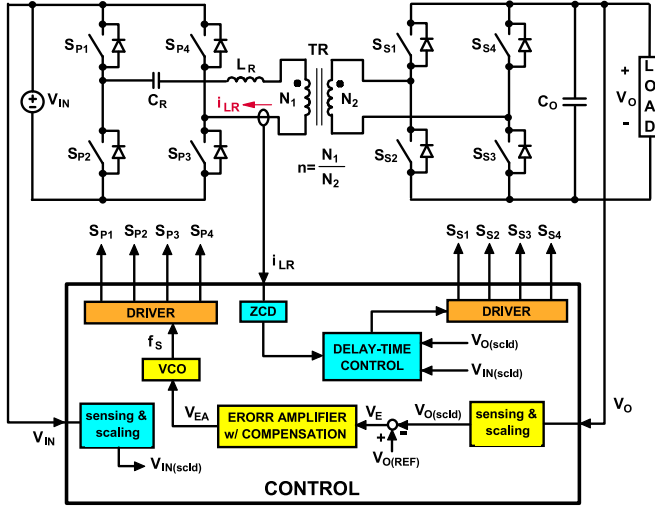 SP1
SP4
LR
TR
SS1
SS4
VIN
CR
iLR
N1
N2
CO
+
VO
-
LOAD
SP2
SP3
n= N1
N2
SS2
SS3
SP1 SP2 SP3 SP4
SS1 SS2 SS3 SS4
iLR
DRIVER
ZCD
DRIVER
fS
DELAY-TIME
CONTROL
VO(scld)
VIN(scld)
VCO
VEA
VE
VO(scld)
VO
sensing &
scaling
ERORR AMPLIFIER
w/ COMPENSATION
+
-
sensing &
scaling
VIN
VIN(scld)
VO(REF)
CONTROL